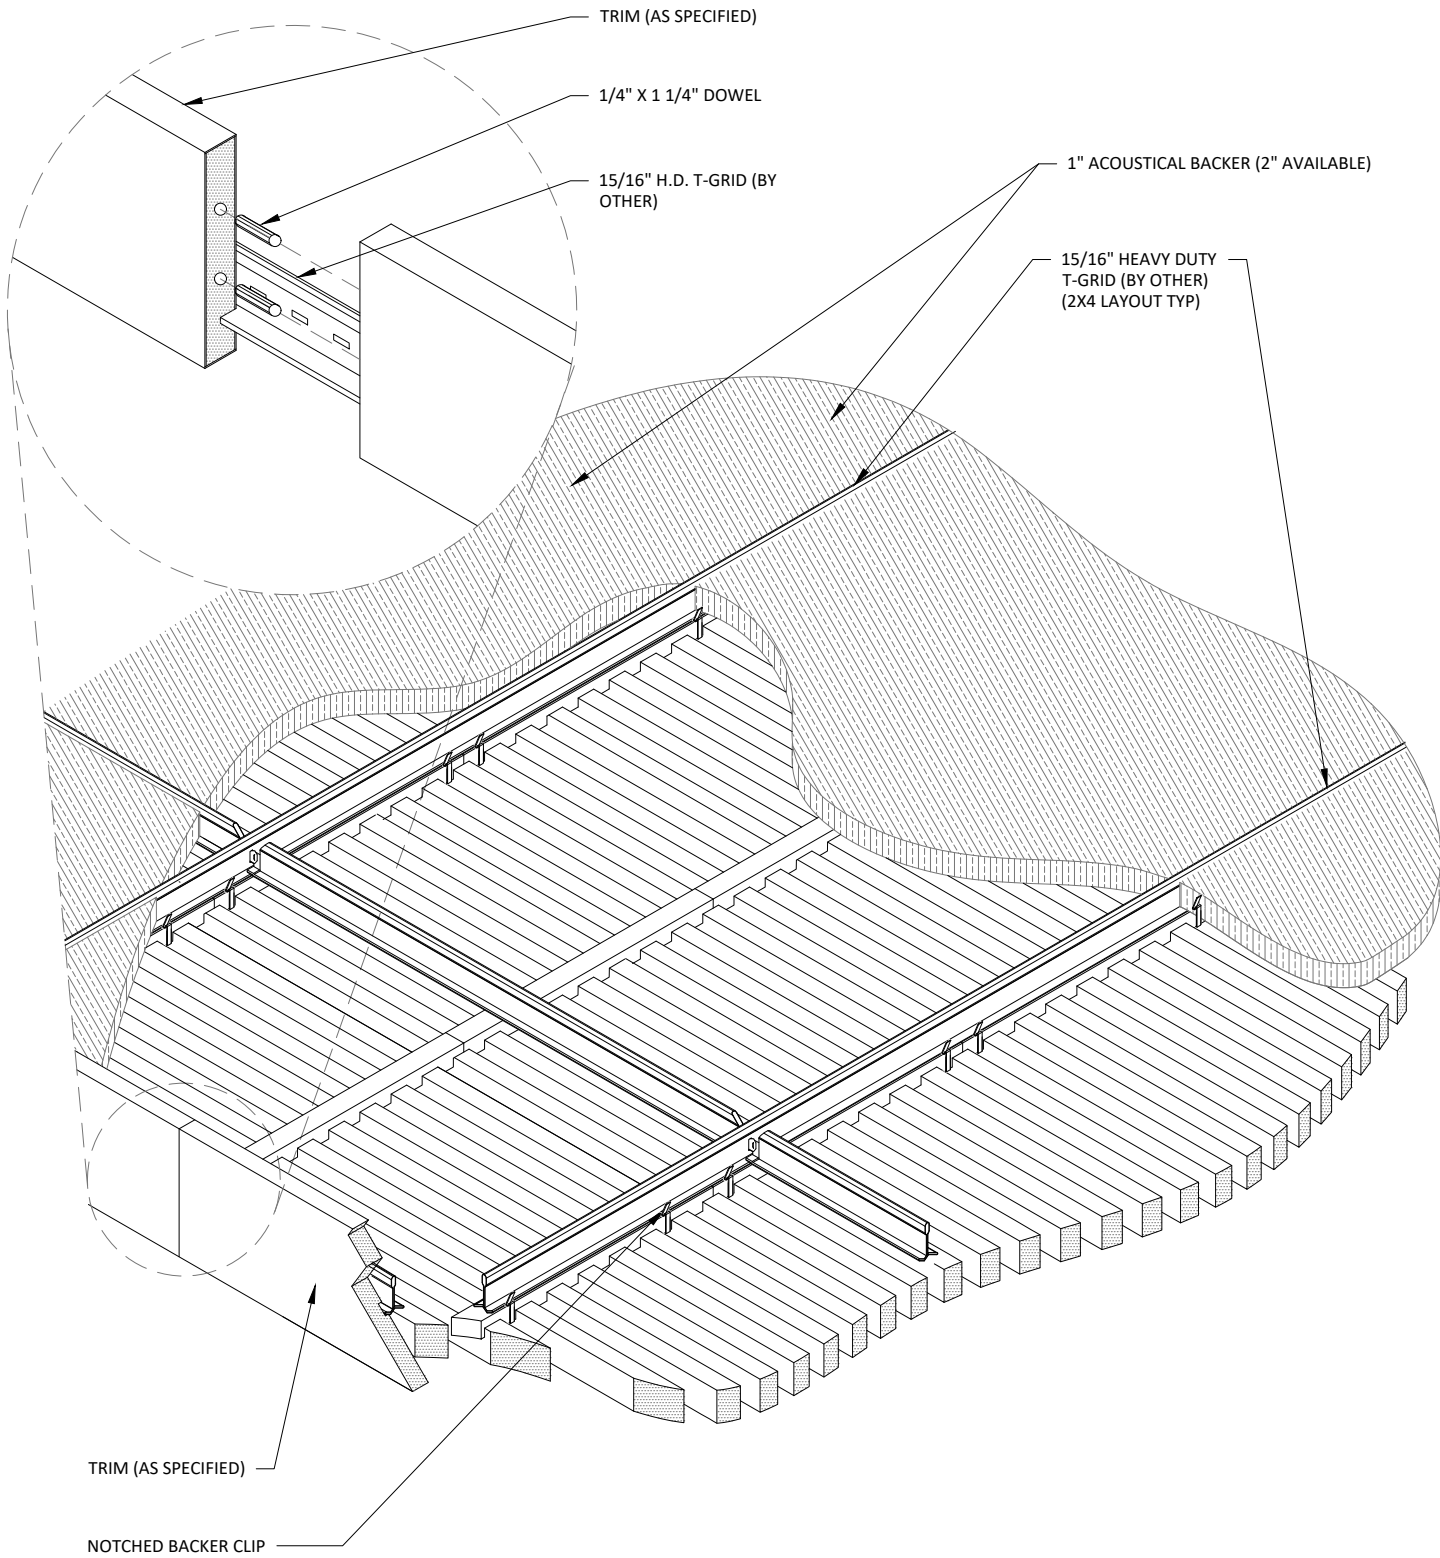 TRIM (AS SPECIFIED)
1/4" X 1 1/4" DOWEL
15/16" H.D. T-GRID (BY
OTHER)
1" ACOUSTICAL BACKER (2" AVAILABLE)
15/16" HEAVY DUTY
T-GRID (BY OTHER)
(2X4 LAYOUT TYP)
TRIM (AS SPECIFIED)
NOTCHED BACKER CLIP